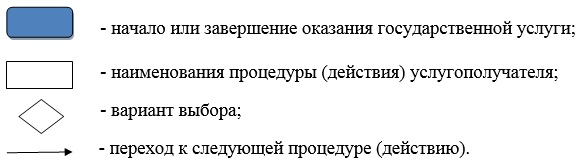 - начало или завершение оказания государственной услуги;
- наименования процедуры (действия) услугополучателя;
- вариант выбора;
- переход к следующей процедуре (действию).